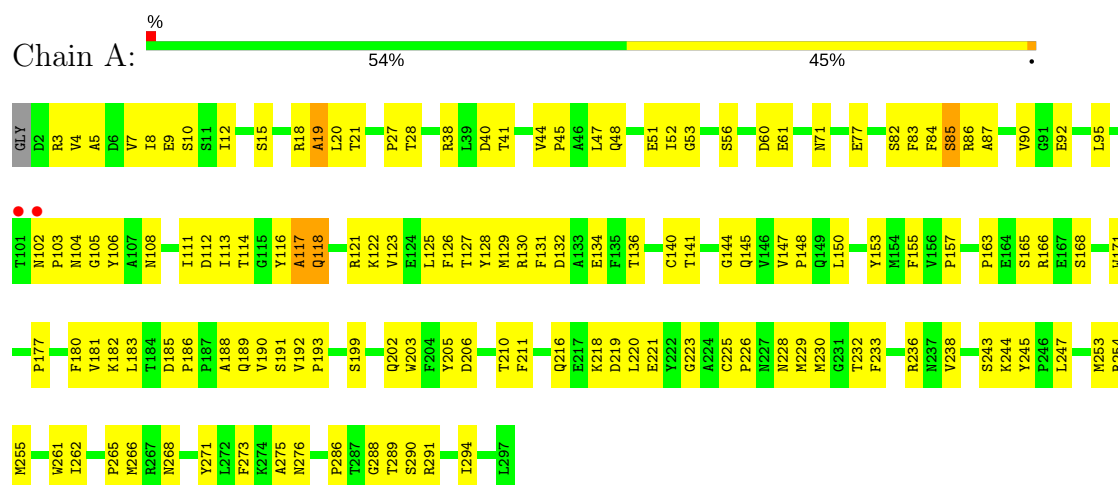 %
Chain A:
54% 45% •
GLY D2 R3 V4 A5 D6 V7 I8 E9 S10 S11 I12 S15 R18 A19 L20 T21 P27 T28 R38 L39 D40 T41 V44 P45 A46 L47 Q48 E51 I52 G53 S56 D60 E61 N71 E77 S82 F83 F84 S85 R86 A87 V90 G91 E92 L95
T101 N102 P103 N104 G105 Y106 A107 N108 I111 D112 I113 T114 G115 Y116 A117 Q118 R121 K122 V123 E124 L125 F126 T127 Y128 M129 R130 F131 D132 A133 E134 F135 T136 C140 T141 G144 Q145 V146 V147 P148 Q149 L150 Y153 M154 F155 V156 P157 P163 E164 S165 R166 E167 S168 W171
P177 F180 V181 K182 L183 T184 D185 P186 P187 A188 Q189 V190 S191 V192 P193 S199 Q202 W203 F204 Y205 D206 T210 F211 Q216 E217 K218 D219 L220 E221 Y222 G223 A224 C225 P226 N227 N228 M229 M230 G231 T232 F233 R236 N237 V238 S243 K244 Y245 P246 L247 M253 R254
M255 W261 I262 P265 M266 R267 N268 Y271 L272 F273 K274 A275 N276 P286 T287 G288 T289 S290 R291 I294 L297